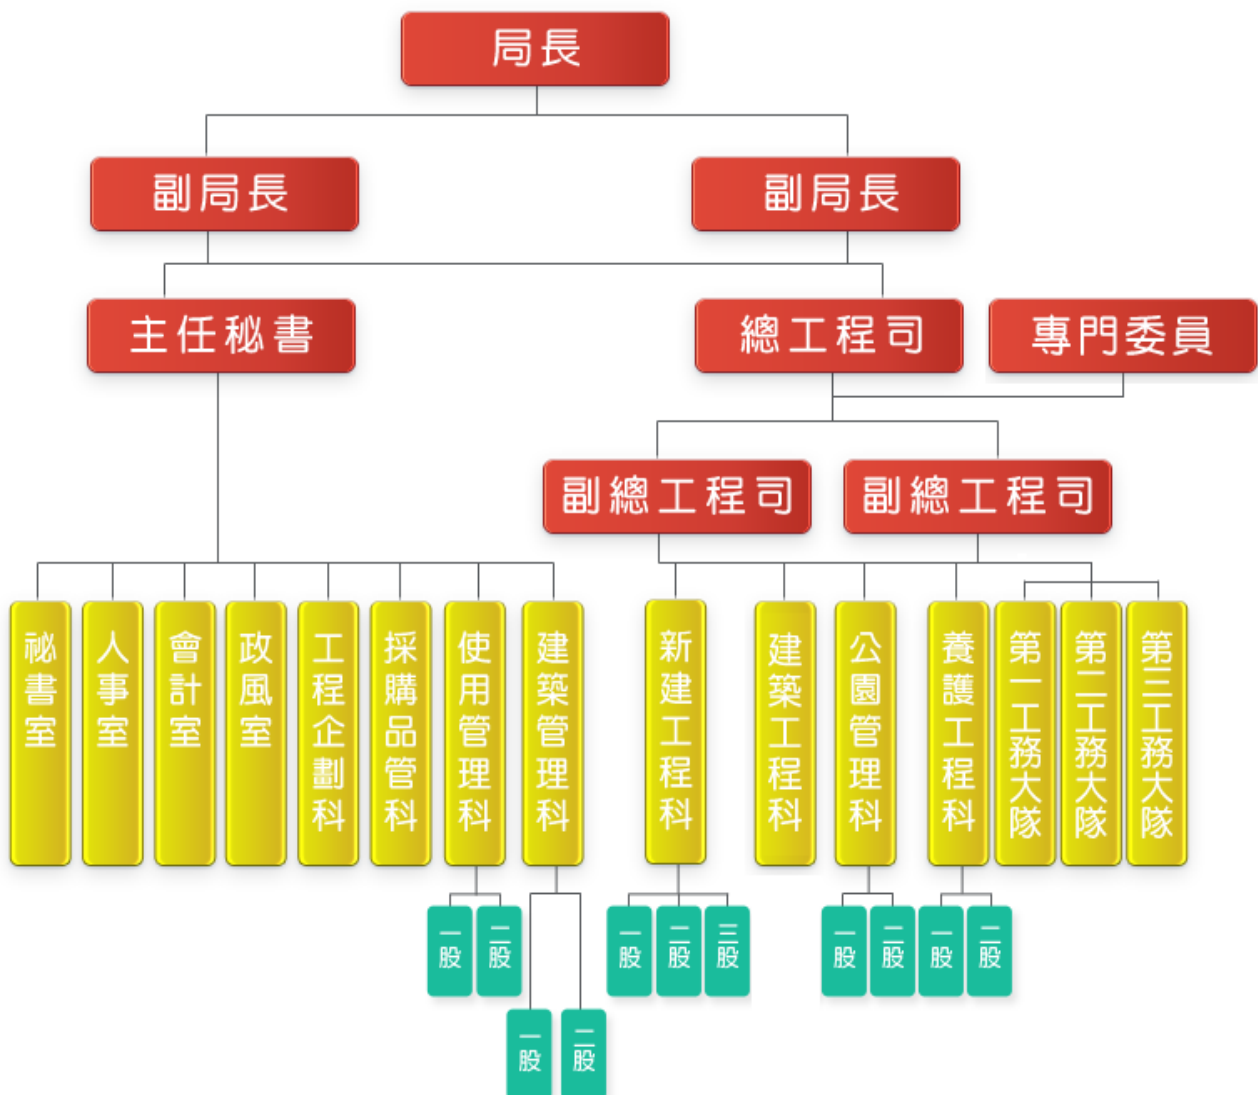 局長
副局長
副局長
主任秘書
總工程司
專門委員
副總工程司
副總工程司
祕書室
人事室
會計室
政風室
工程企劃科
採購品管科
使用管理科
建築管理科
新建工程科
建築工程科
公園管理科
養護工程科
第一工務大隊
第二工務大隊
第三工務大隊
一股
二股
一股
二股
三股
一股
二股
一股
二股
一股
二股